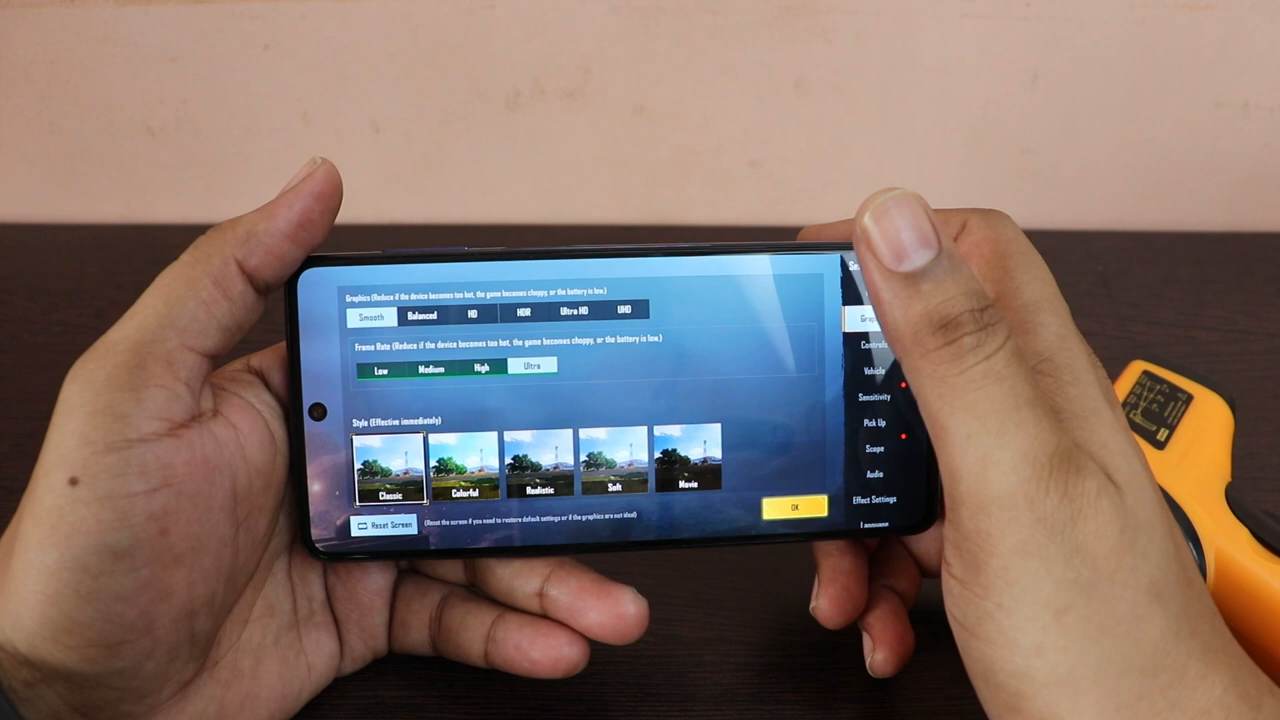 Graphics (Reduce if the device becomes too hot, the game becomes choppy, or the battery is low.)
Smooth Balanced HD HDR Ultra HD UHD
Frame Rate (Reduce if the device becomes too hot, the game becomes choppy, or the battery is low.)
Low Medium High Ultra
Style (Effective immediately)
Classic Colorful Realistic Soft Movie
Reset Screen (Reset the screen if you need to restore default settings or if the graphics are not ideal)
OK
Controls
Vehicle
Sensitivity
Pick Up
Scope
Audio
Effect Settings
Language